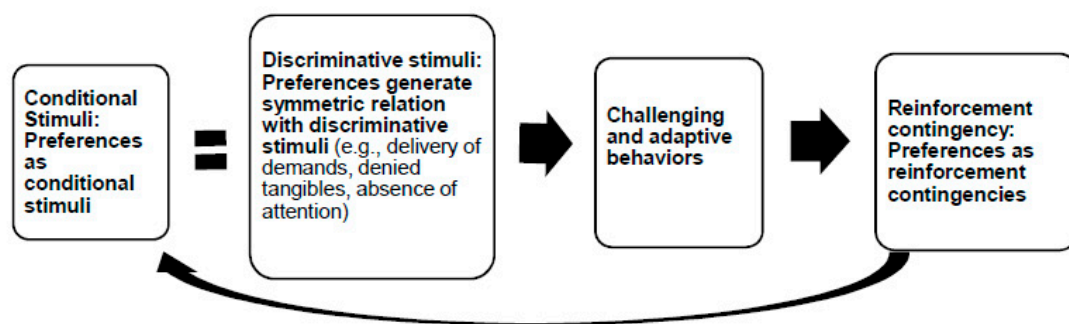 Conditional
Stimuli:
Preferences
as
conditional
stimuli
Discriminative stimuli:
Preferences generate
symmetric relation
with discriminative
stimuli (e.g., delivery of
demands, denied
tangibles, absence of
attention)
Challenging
and adaptive
behaviors
Reinforcement
contingency:
Preferences as
reinforcement
contingencies